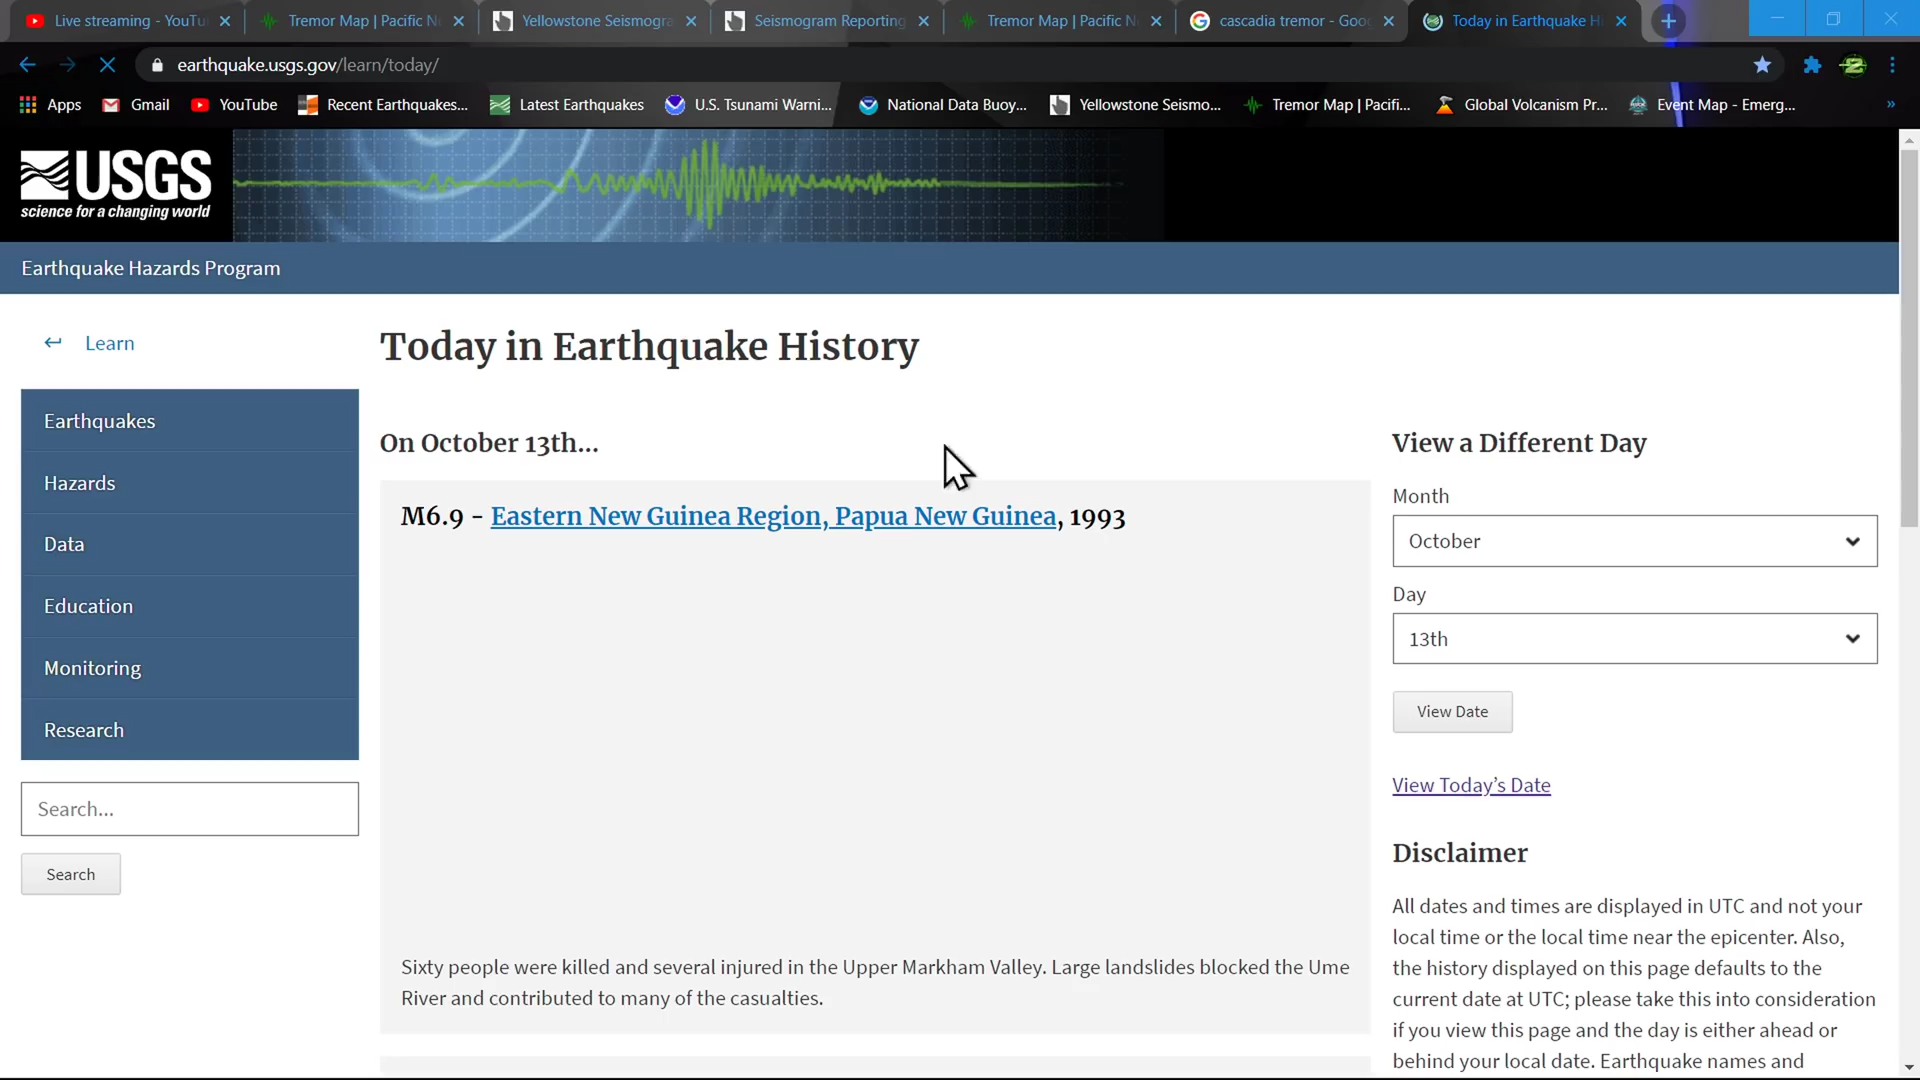 Live streaming - YouTu
Tremor Map | Pacific N
Yellowstone Seismogra
Seismogram Reporting
Tremor Map | Pacific N
cascadia tremor - Goo
Today in Earthquake Hi
earthquake.usgs.gov/learn/today/
Apps
Gmail
YouTube
Recent Earthquakes...
Latest Earthquakes
U.S. Tsunami Warni...
National Data Buoy...
Yellowstone Seismo...
Tremor Map | Pacifi...
Global Volcanism Pr...
Event Map - Emerg...
»
USGS
science for a changing world
Earthquake Hazards Program
Learn
Earthquakes
Hazards
Data
Education
Monitoring
Research
Search...
Search
Today in Earthquake History
On October 13th...
M6.9 - Eastern New Guinea Region, Papua New Guinea, 1993
Sixty people were killed and several injured in the Upper Markham Valley. Large landslides blocked the Ume
River and contributed to many of the casualties.
View a Different Day
Month
October
Day
13th
View Date
View Today's Date
Disclaimer
All dates and times are displayed in UTC and not your
local time or the local time near the epicenter. Also,
the history displayed on this page defaults to the
current date at UTC; please take this into consideration
if you view this page and the day is either ahead or
behind your local date. Earthquake names and